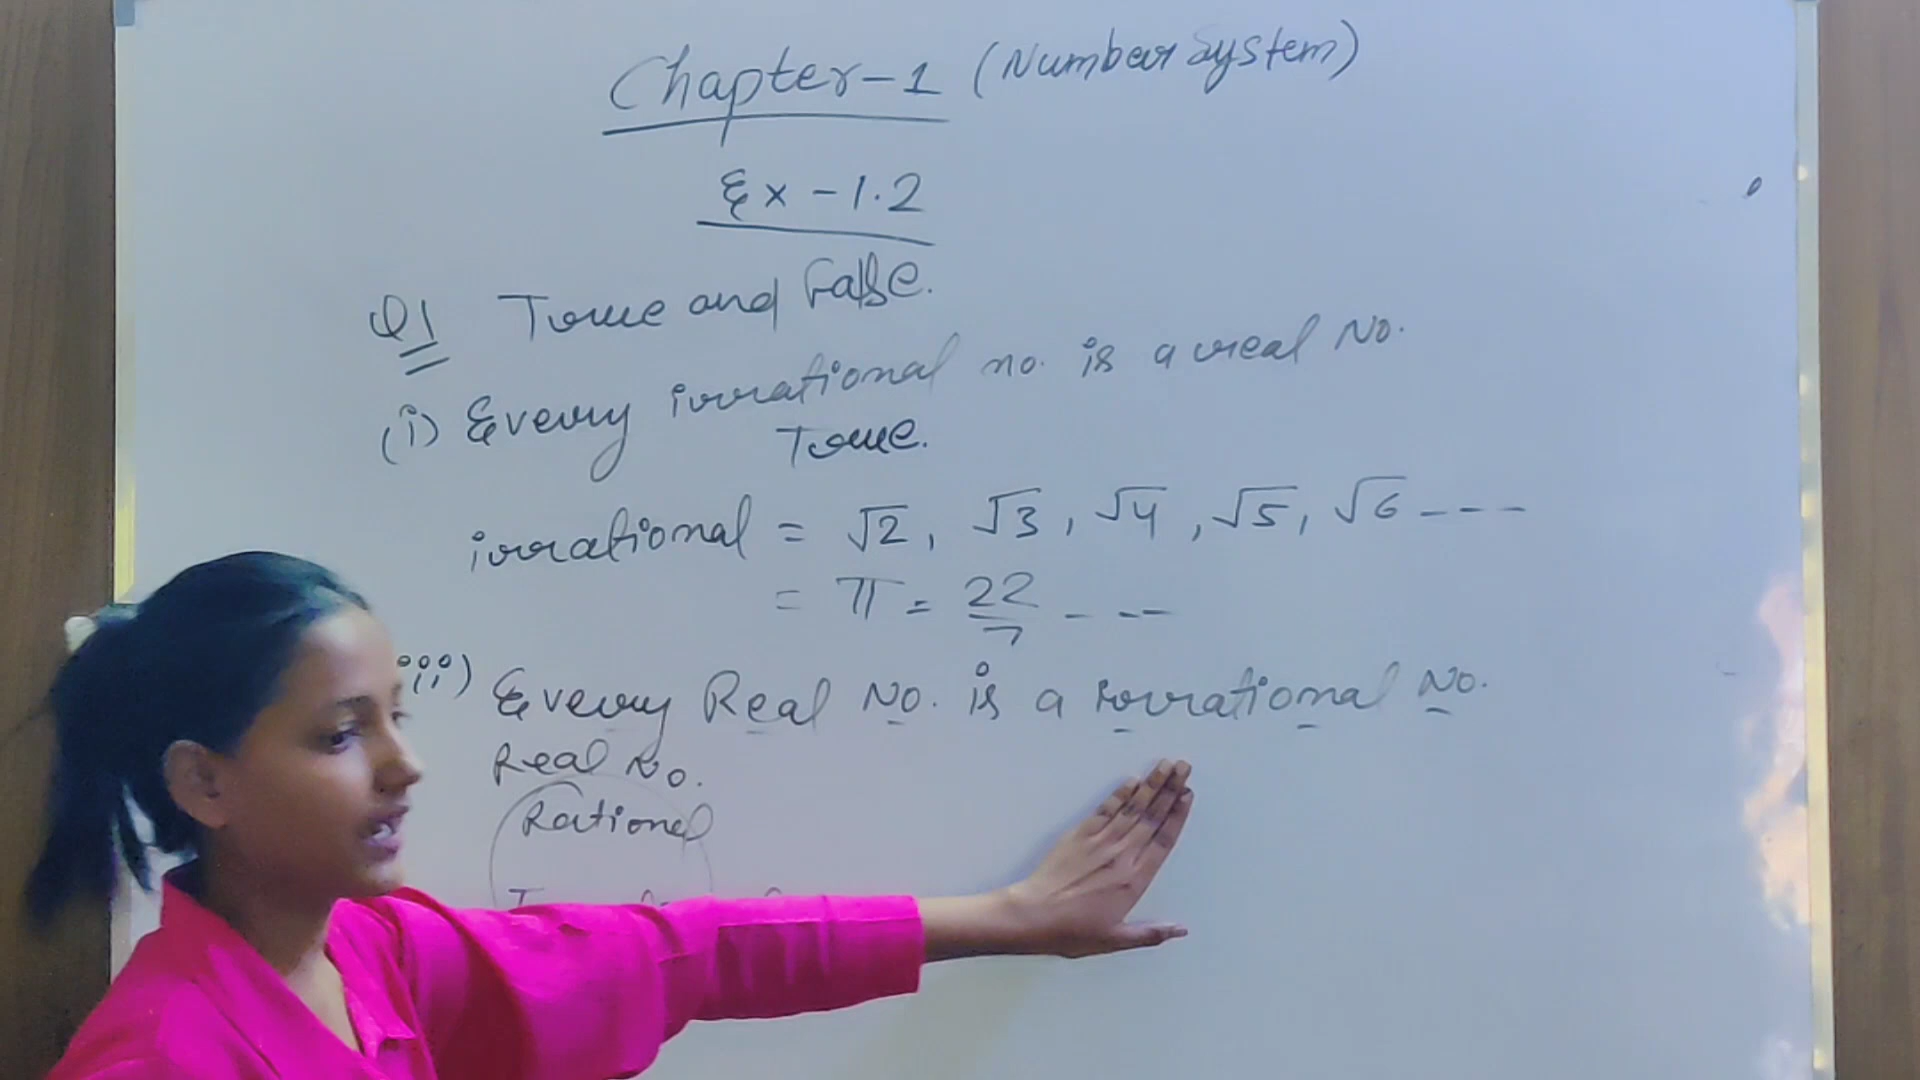 Chapter-1 (Number System)
Ex - 1.2
Q1 True and False.
(i) Every irrational no. is a real No.
True.
irrational = √2, √3, √4, √5, √6 ---
= π = 22/7 - --
iii) Every Real No. is a irrational No.
Real No.
Rational